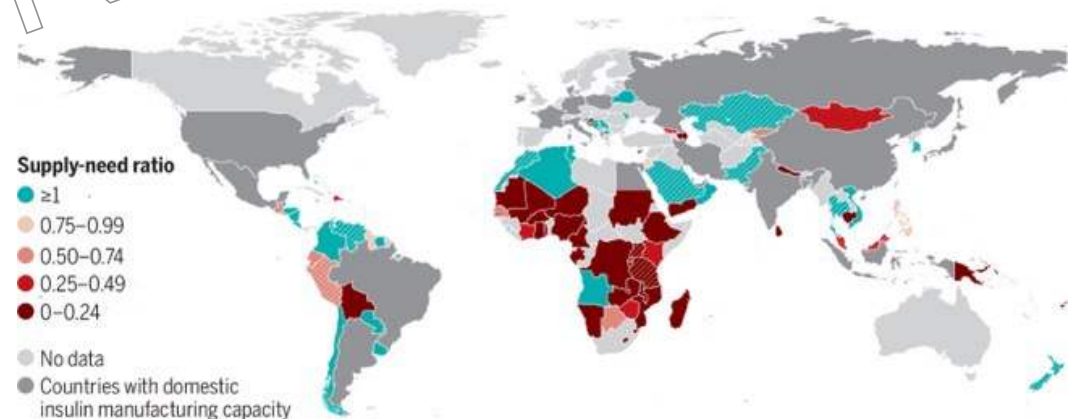 Supply-need ratio
≥1
0.75–0.99
0.50–0.74
0.25–0.49
0–0.24
No data
Countries with domestic
insulin manufacturing capacity